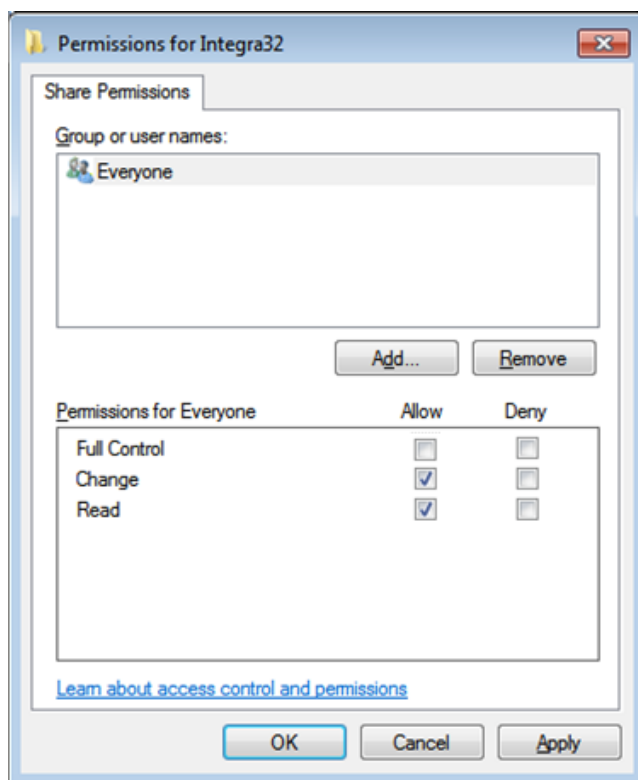 Permissions for Integra32
Share Permissions
Group or user names:
Everyone
Add... Remove
Permissions for Everyone Allow Deny
Full Control
Change
Read
Learn about access control and permissions
OK Cancel Apply